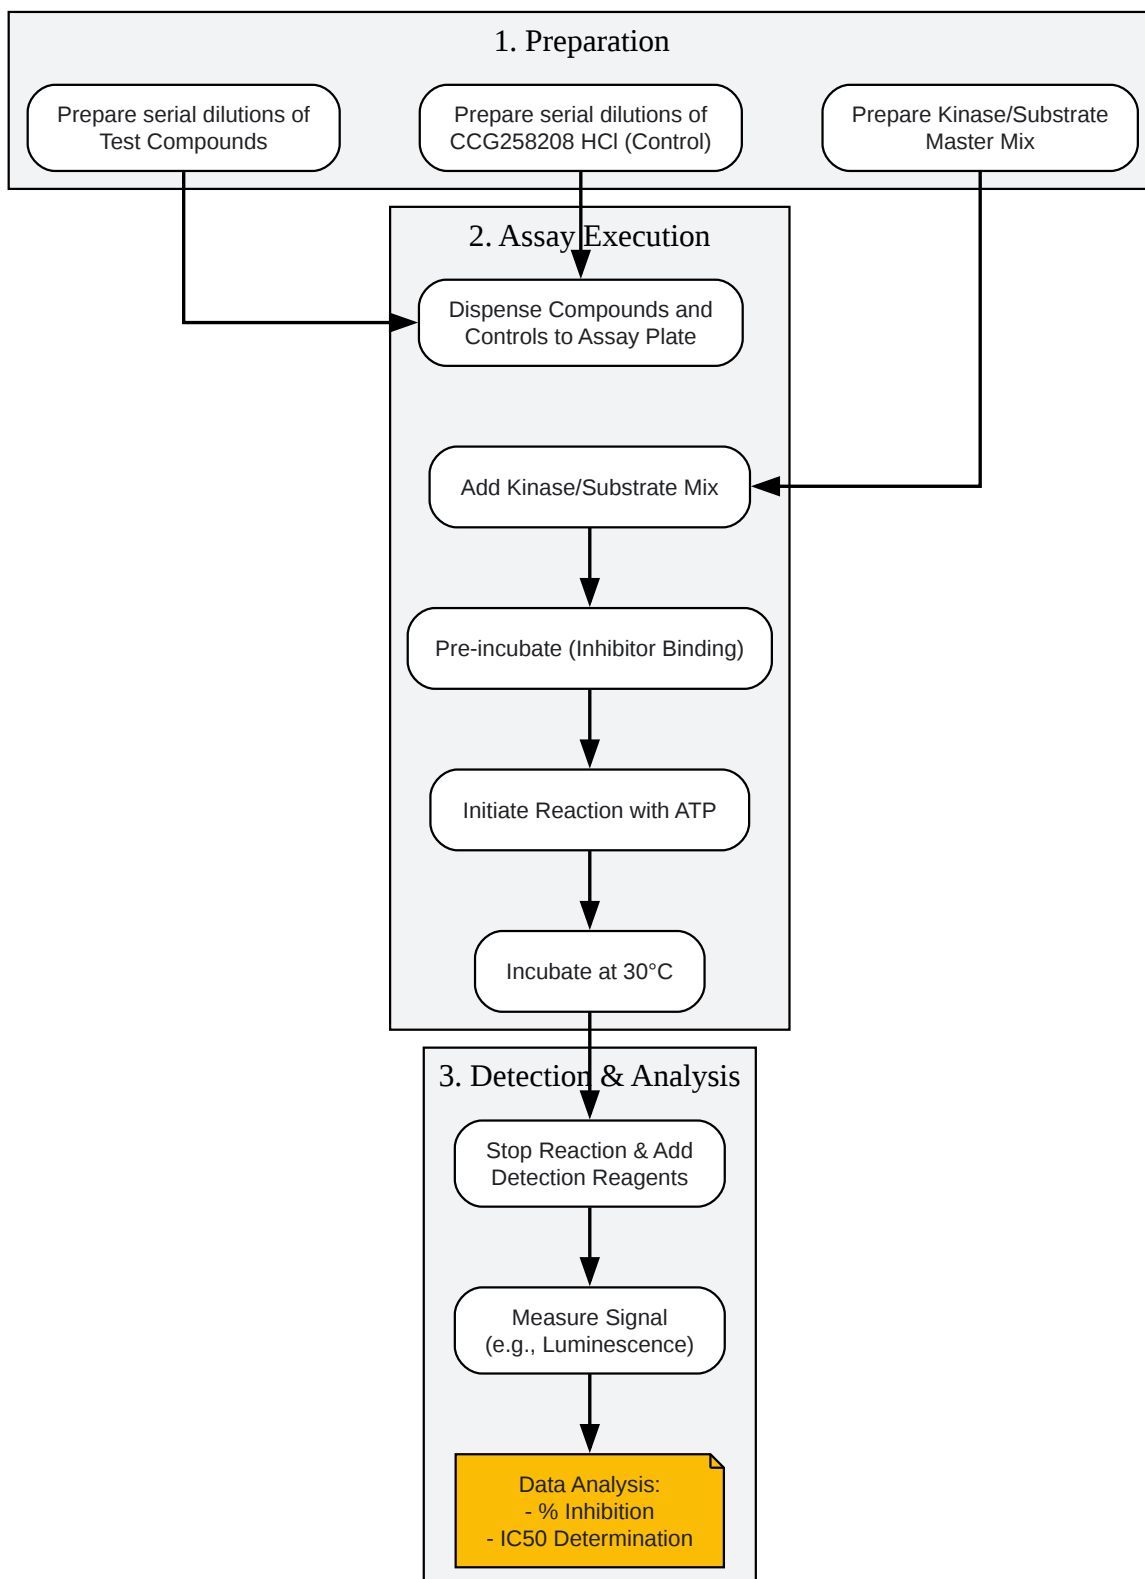 1. Preparation
Prepare serial dilutions of
Test Compounds
Prepare serial dilutions of
CCG258208 HCl (Control)
Prepare Kinase/Substrate
Master Mix
2. Assay Execution
Dispense Compounds and
Controls to Assay Plate
Add Kinase/Substrate Mix
Pre-incubate (Inhibitor Binding)
Initiate Reaction with ATP
Incubate at 30°C
3. Detection & Analysis
Stop Reaction & Add
Detection Reagents
Measure Signal
(e.g., Luminescence)
Data Analysis:
- % Inhibition
- IC50 Determination